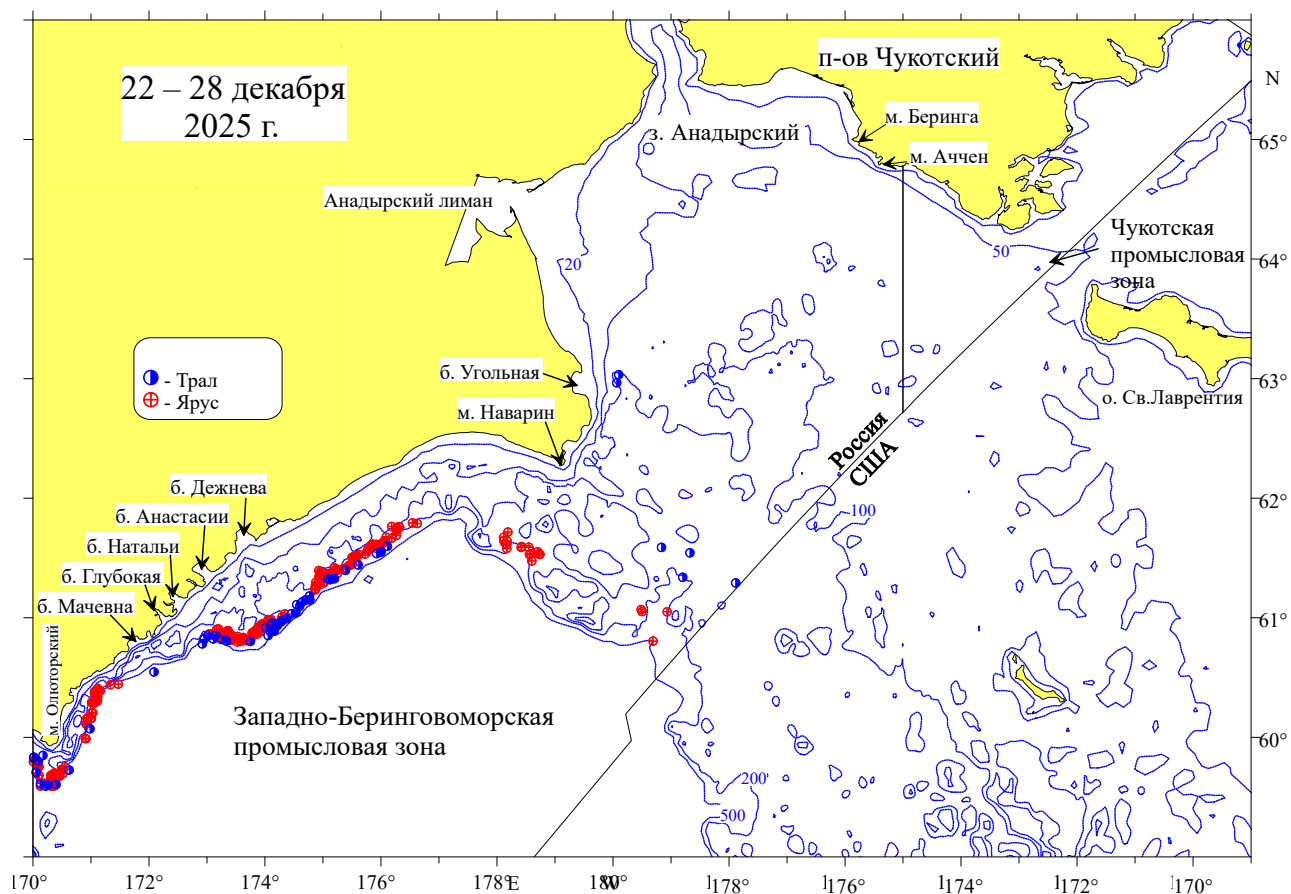 22 – 28 декабря
2025 г.
п-ов Чукотский
N
м. Беринга
65°
з. Анадырский
м. Аччен
Анадырский лиман
Чукотская
промысловая
зона
50
20
64°
б. Угольная
63°
- Трал
- Ярус
о. Св.Лаврентия
м. Наварин
Россия
США
62°
б. Дежнева
100
б. Анастасии
б. Натальи
б. Глубокая
б. Мачевна
61°
м. Олюторский
Западно-Беринговоморская
промысловая зона
60°
200
500
170° 172° 174° 176° 178° E W 180° 178° 176° 174° 172° 170°